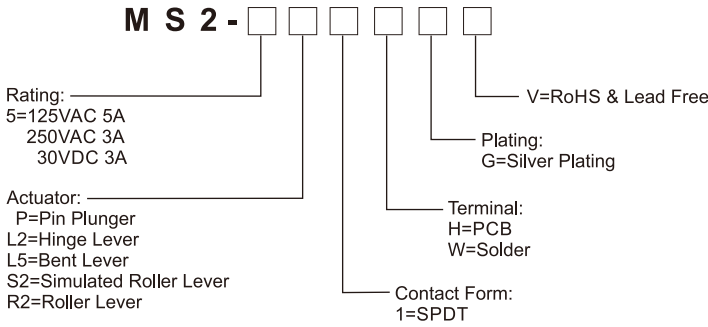 MS2-
Rating:
5=125VAC 5A
250VAC 3A
30VDC 3A
Actuator:
P=Pin Plunger
L2=Hinge Lever
L5=Bent Lever
S2=Simulated Roller Lever
R2=Roller Lever
V=RoHS & Lead Free
Plating:
G=Silver Plating
Terminal:
H=PCB
W=Solder
Contact Form:
1=SPDT